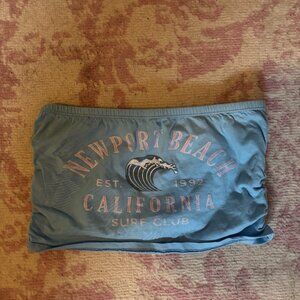 NEWPORT BEACH
EST. 1992
CALIFORNIA
SURF CLUB